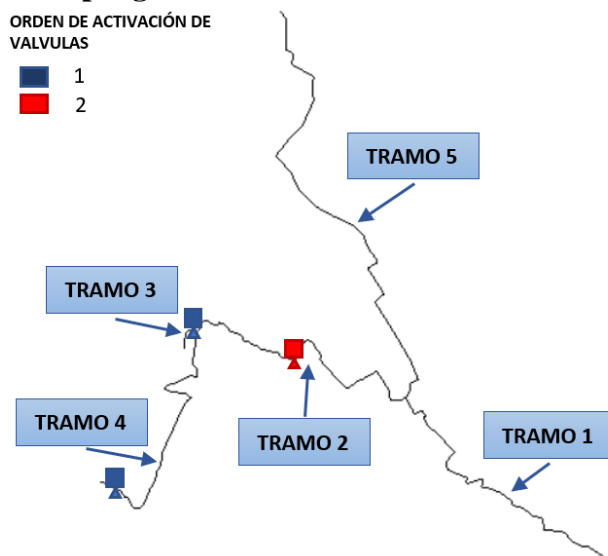 ORDEN DE ACTIVACIÓN DE
VALVULAS
1
2
TRAMO 5
TRAMO 3
TRAMO 4
TRAMO 2
TRAMO 1